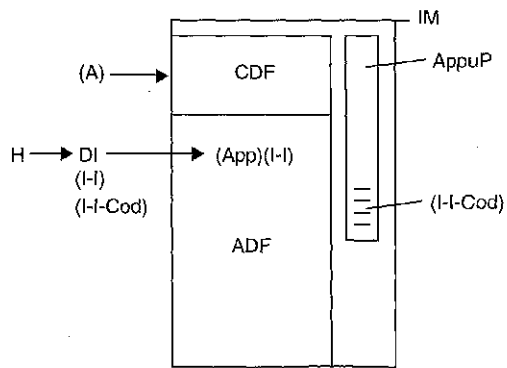 IM
(A)
CDF
AppuP
H
DI
(App)(I-I)
(I-I)
(I-I-Cod)
(I-I-Cod)
ADF